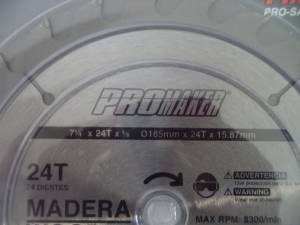 PRO-SA
PROMAKER
7¼ x 24T x ⅝ Ø185mm x 24T x 15.87mm
24T
24 DIENTES
MADERA
ADVERTENCIA
WARNING
MAX RPM: 8300/min